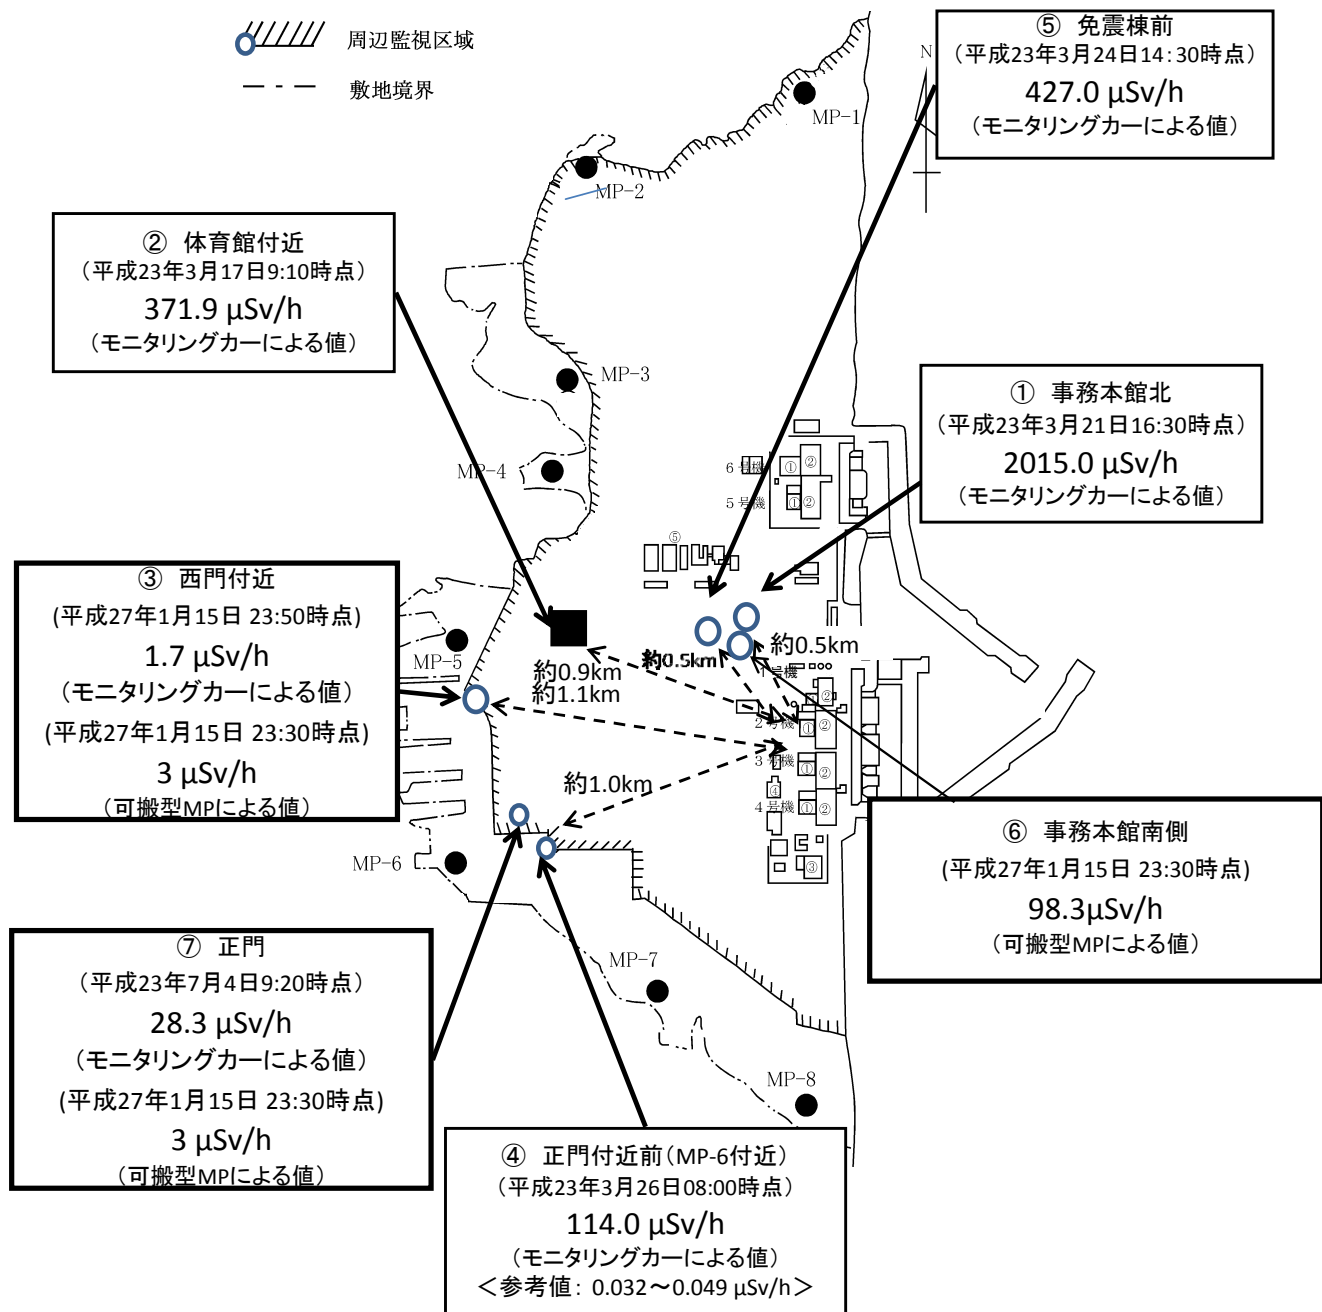 周辺監視区域
敷地境界
⑤ 免震棟前
(平成23年3月24日14:30時点)
427.0 μSv/h
(モニタリングカーによる値)
N
MP-1
MP-2
② 体育館付近
(平成23年3月17日9:10時点)
371.9 μSv/h
(モニタリングカーによる値)
MP-3
① 事務本館北
(平成23年3月21日16:30時点)
2015.0 μSv/h
(モニタリングカーによる値)
MP-4
6号機
① ②
5号機
① ②
⑤
③ 西門付近
(平成27年1月15日 23:50時点)
1.7 μSv/h
(モニタリングカーによる値)
(平成27年1月15日 23:30時点)
3 μSv/h
(可搬型MPによる値)
MP-5
約0.9km
約1.1km
約0.5km
約0.5km
1号機
②
2号機
① ②
3号機
① ②
約1.0km
④
4号機
① ②
③
MP-6
⑥ 事務本館南側
(平成27年1月15日 23:30時点)
98.3μSv/h
(可搬型MPによる値)
⑦ 正門
(平成23年7月4日9:20時点)
28.3 μSv/h
(モニタリングカーによる値)
(平成27年1月15日 23:30時点)
3 μSv/h
(可搬型MPによる値)
MP-7
MP-8
④ 正門付近前(MP-6付近)
(平成23年3月26日08:00時点)
114.0 μSv/h
(モニタリングカーによる値)
<参考値: 0.032~0.049 μSv/h>